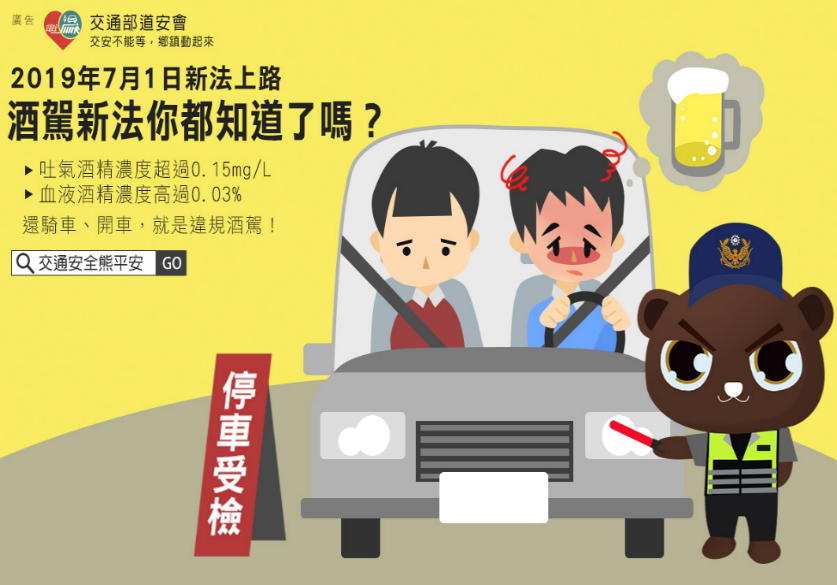 廣告
交通部道安會
交安不能等，鄉鎮動起來
2019年7月1日新法上路
酒駕新法你都知道了嗎？
▶吐氣酒精濃度超過0.15mg/L
▶血液酒精濃度高過0.03%
還騎車、開車，就是違規酒駕！
交通安全熊平安 GO
停車受檢